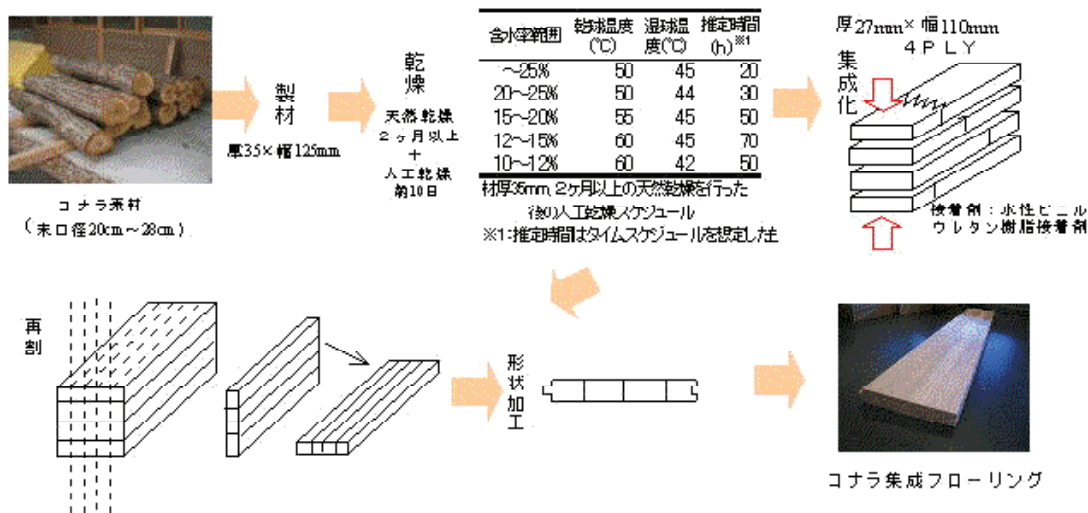 コナラ素材
(末口径20cm~28cm)
製材
厚35×幅125mm
乾燥
天然乾燥
2ヶ月以上
+
人工乾燥
約10日
含水率範囲 乾球温度(℃) 湿球温度(℃) 推定時間(h)※1
~25% 50 45 20
20~25% 50 44 30
15~20% 55 45 50
12~15% 60 45 70
10~12% 60 42 50
材厚35mm,2ヶ月以上の天然乾燥を行った
後の人工乾燥スケジュール
※1:推定時間はタイムスケジュールを想定した
厚27mm×幅110mm
4PLY
集成化
接着剤:水性ビニル
ウレタン樹脂接着剤
再割
形状加工
コナラ集成フローリング